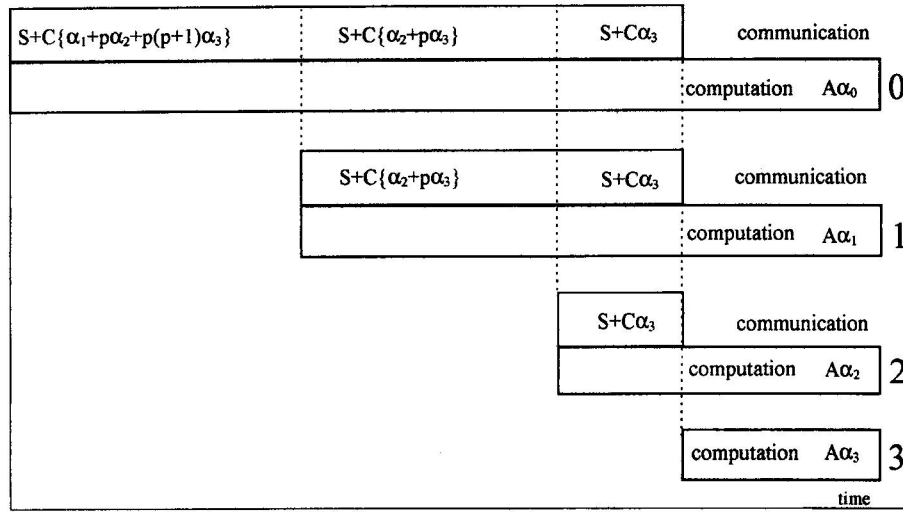 S+C{α₁+pα₂+p(p+1)α₃} S+C{α₂+pα₃} S+Cα₃ communication
computation Aα₀ 0
S+C{α₂+pα₃} S+Cα₃ communication
computation Aα₁ 1
S+Cα₃ communication
computation Aα₂ 2
computation Aα₃ 3
time